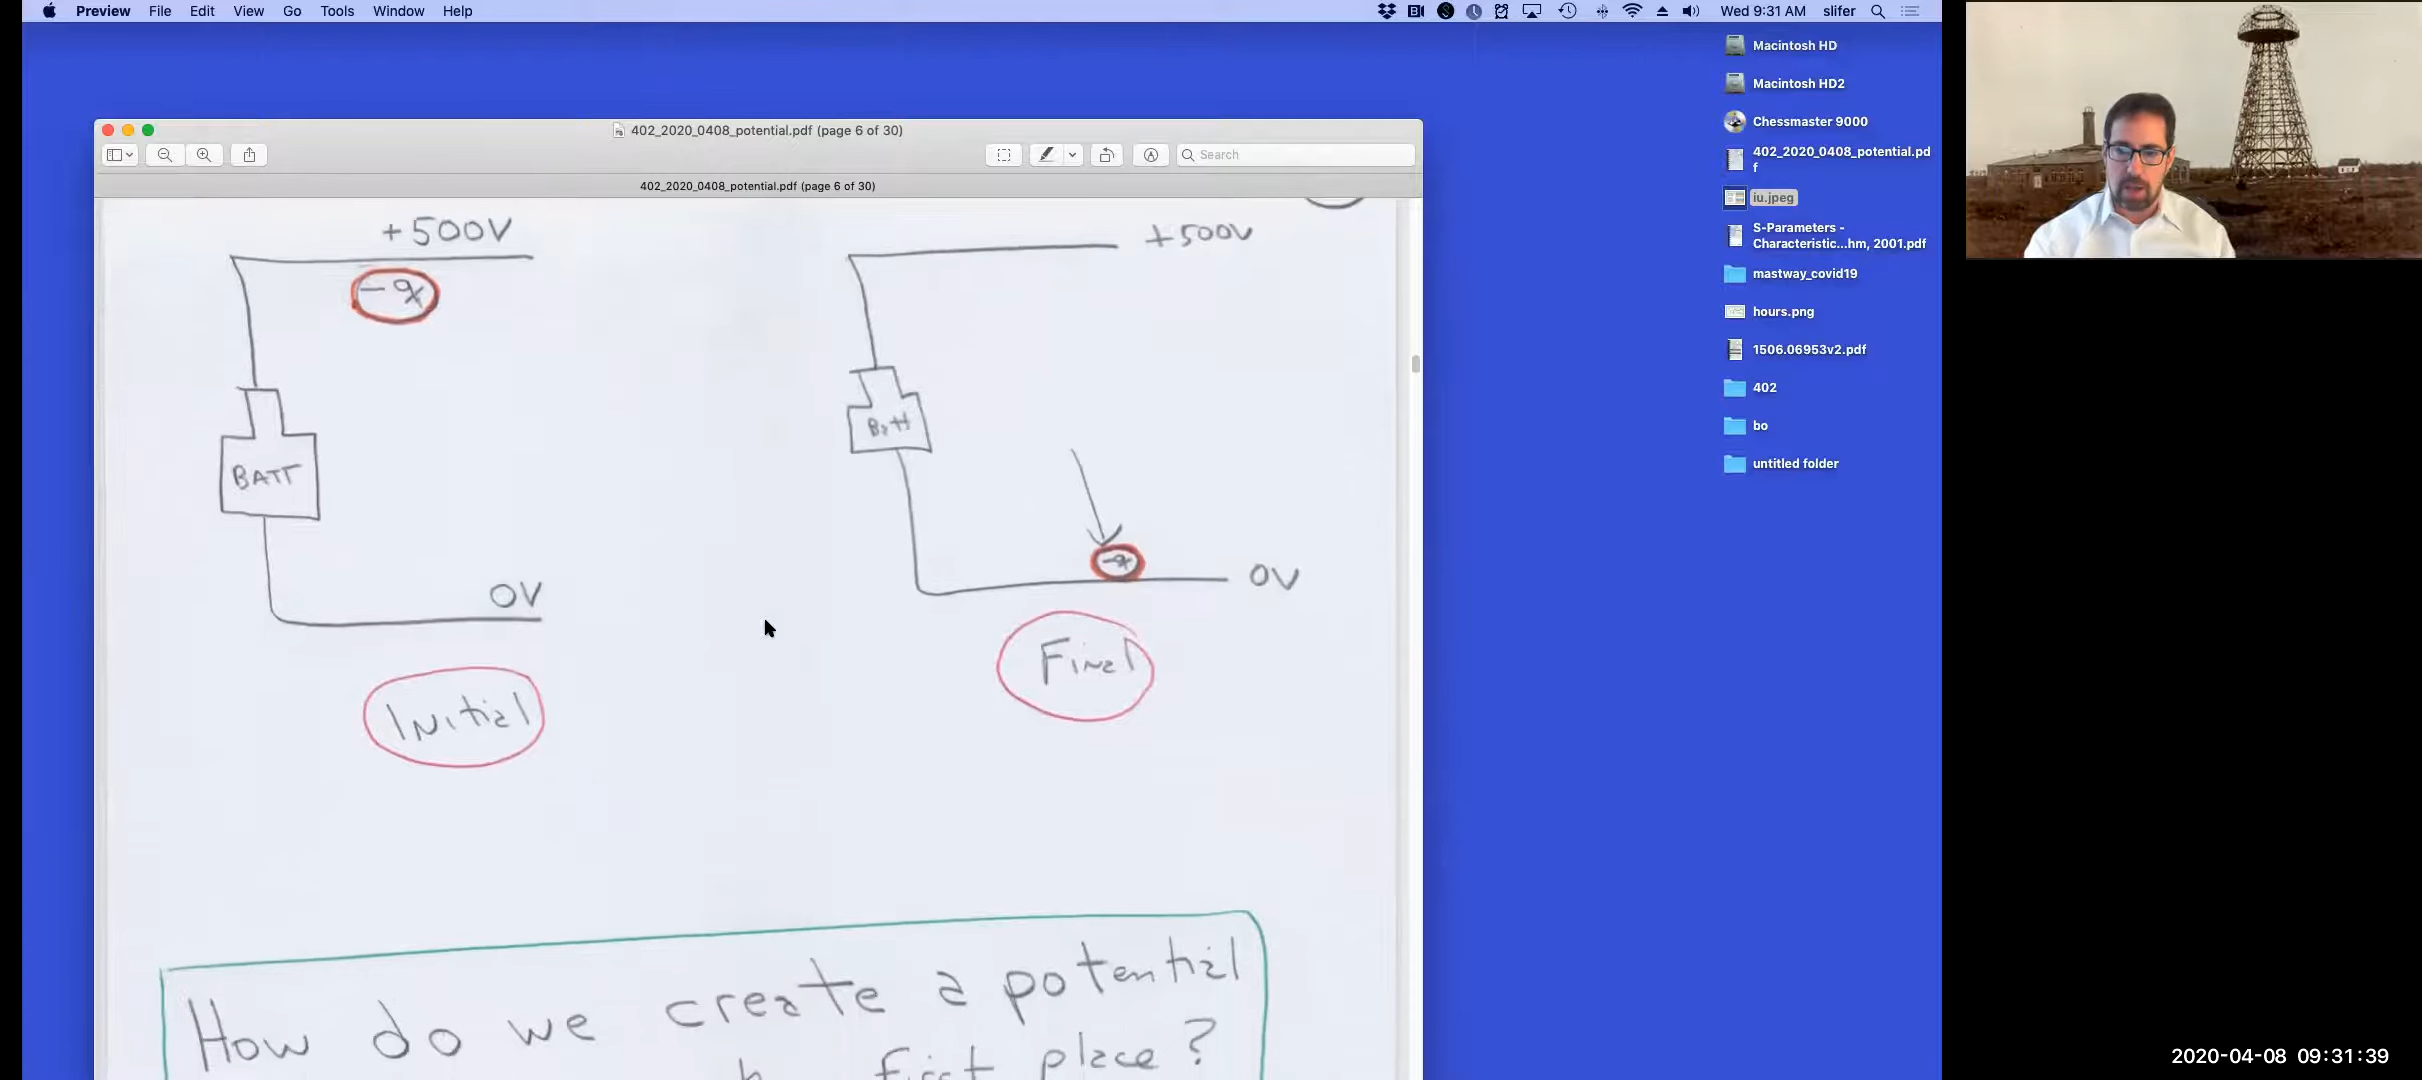 Preview File Edit View Go Tools Window Help
Wed 9:31 AM slifer
Macintosh HD
Macintosh HD2
Chessmaster 9000
402_2020_0408_potential.pd
f
iu.jpeg
S-Parameters -
Characteristic...hm, 2001.pdf
mastway_covid19
hours.png
1506.06953v2.pdf
402
bo
untitled folder
402_2020_0408_potential.pdf (page 6 of 30)
Search
402_2020_0408_potential.pdf (page 6 of 30)
+500V
-q
BATT
0V
Initial
+500V
Batt
-q
0V
Final
How do we create a potential
first place?
2020-04-08 09:31:39